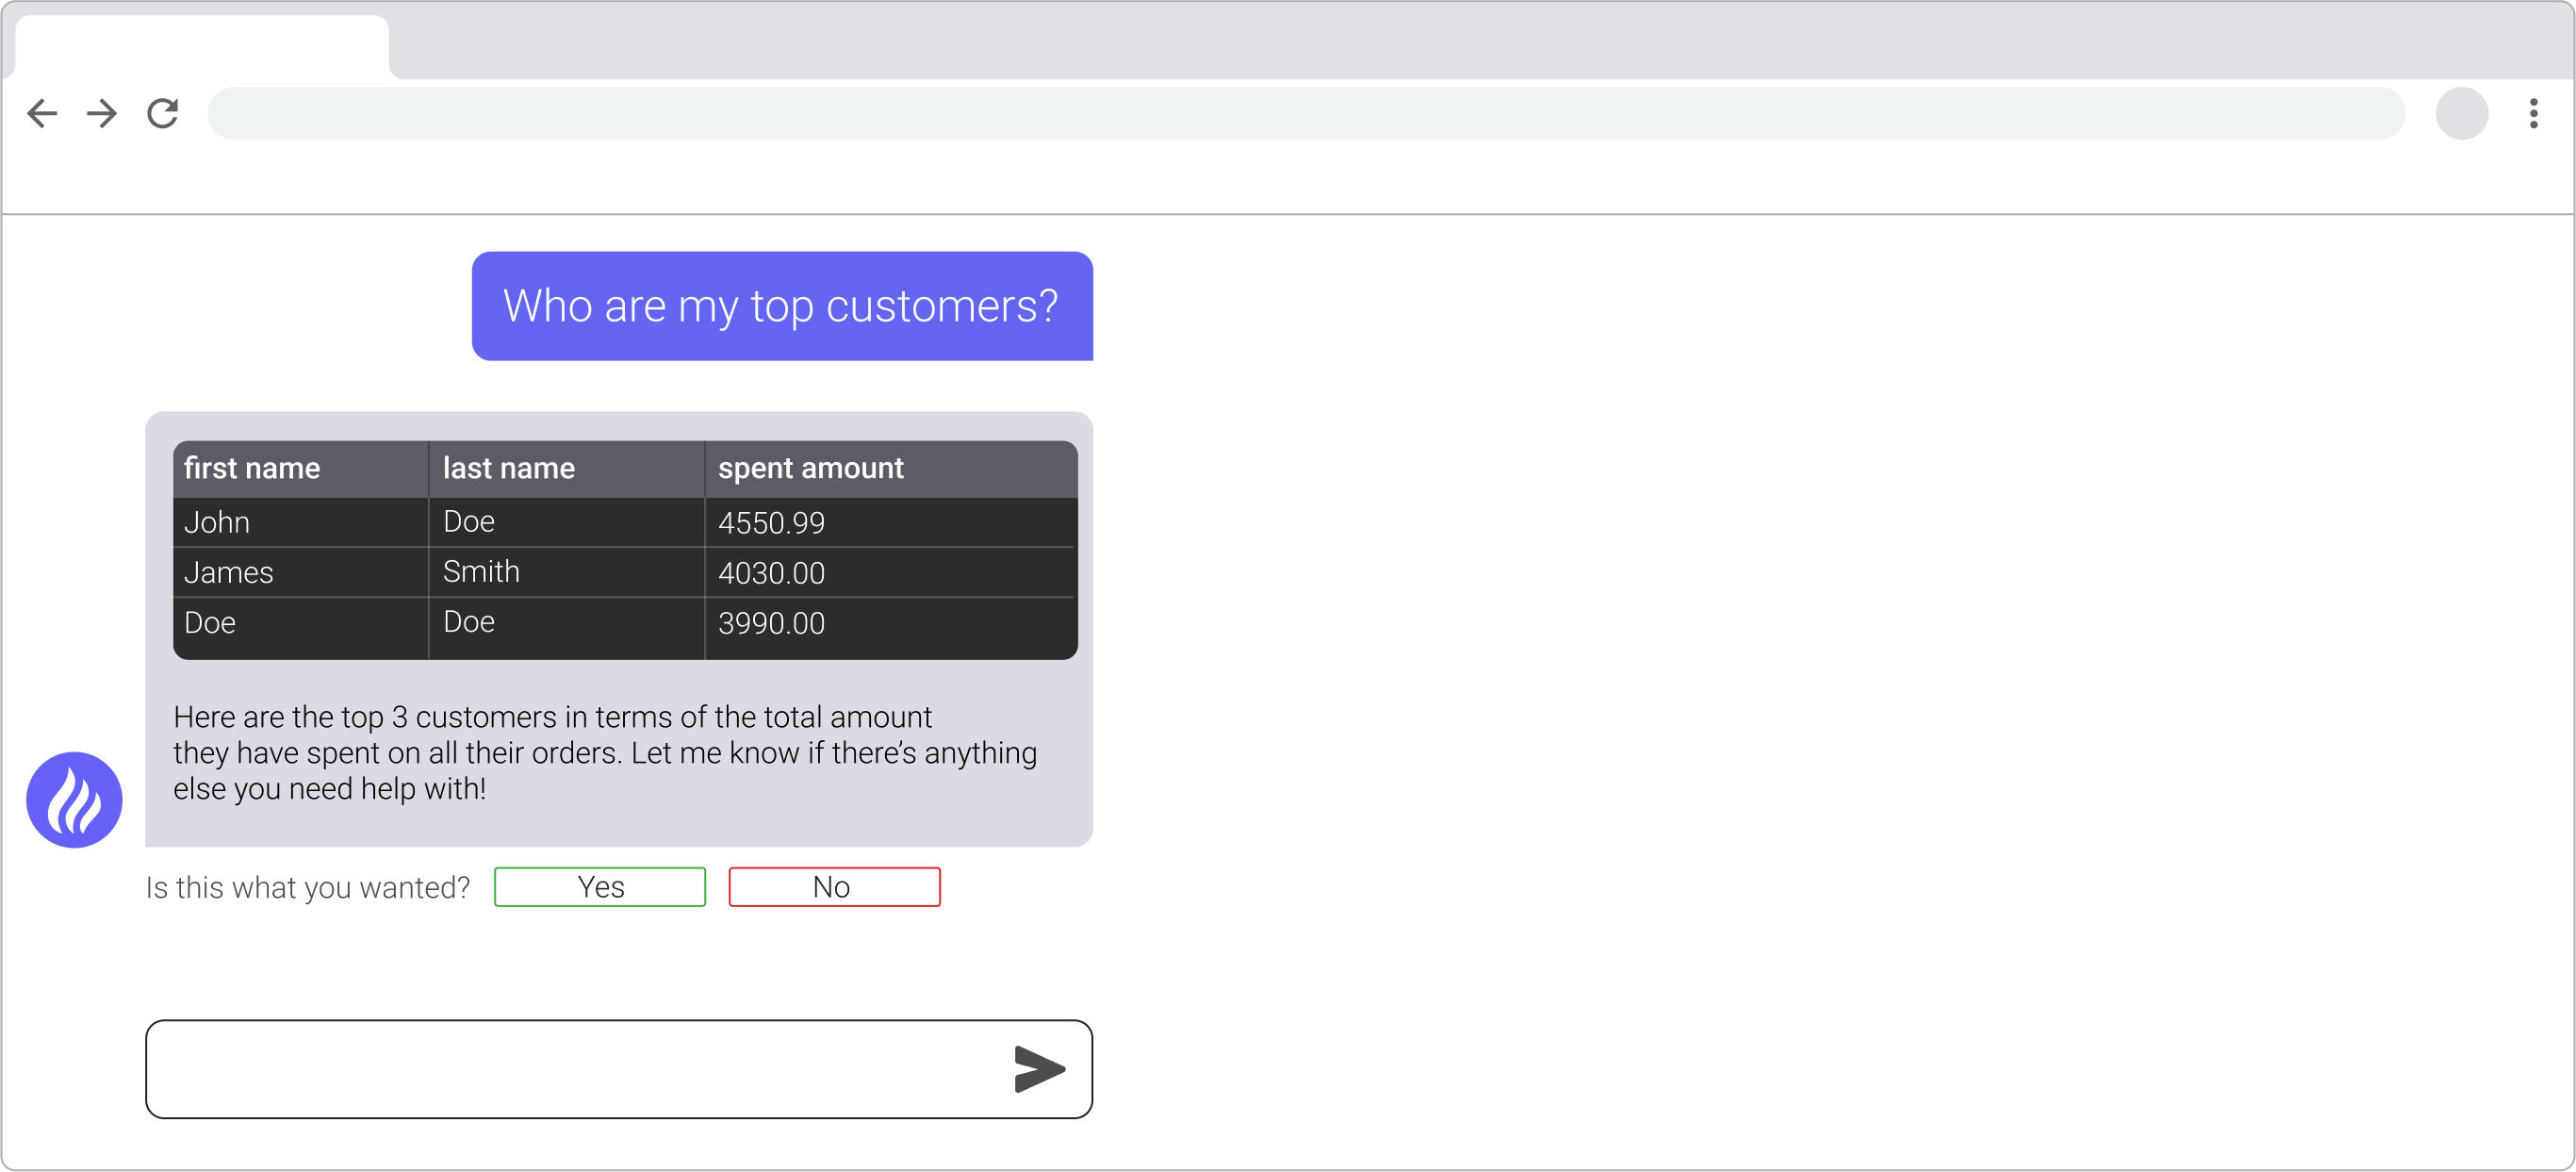 Who are my top customers?
first name last name spent amount
John Doe 4550.99
James Smith 4030.00
Doe Doe 3990.00
Here are the top 3 customers in terms of the total amount
they have spent on all their orders. Let me know if there’s anything
else you need help with!
Is this what you wanted? Yes No